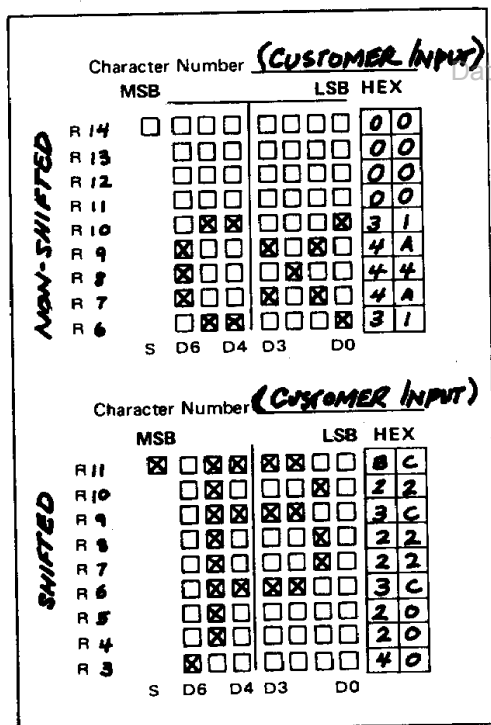 Character Number (CUSTOMER INPUT)
Dat
MSB LSB HEX
NON-SHIFTED
R 14 0 0
R 13 0 0
R 12 0 0
R 11 0 0
R 10 3 1
R 9 4 A
R 8 4 4
R 7 4 A
R 6 3 1
S D6 D4 D3 D0
Character Number (CUSTOMER INPUT)
MSB LSB HEX
SHIFTED
R 11 B C
R 10 2 2
R 9 3 C
R 8 2 2
R 7 2 2
R 6 3 C
R 5 2 0
R 4 2 0
R 3 4 0
S D6 D4 D3 D0